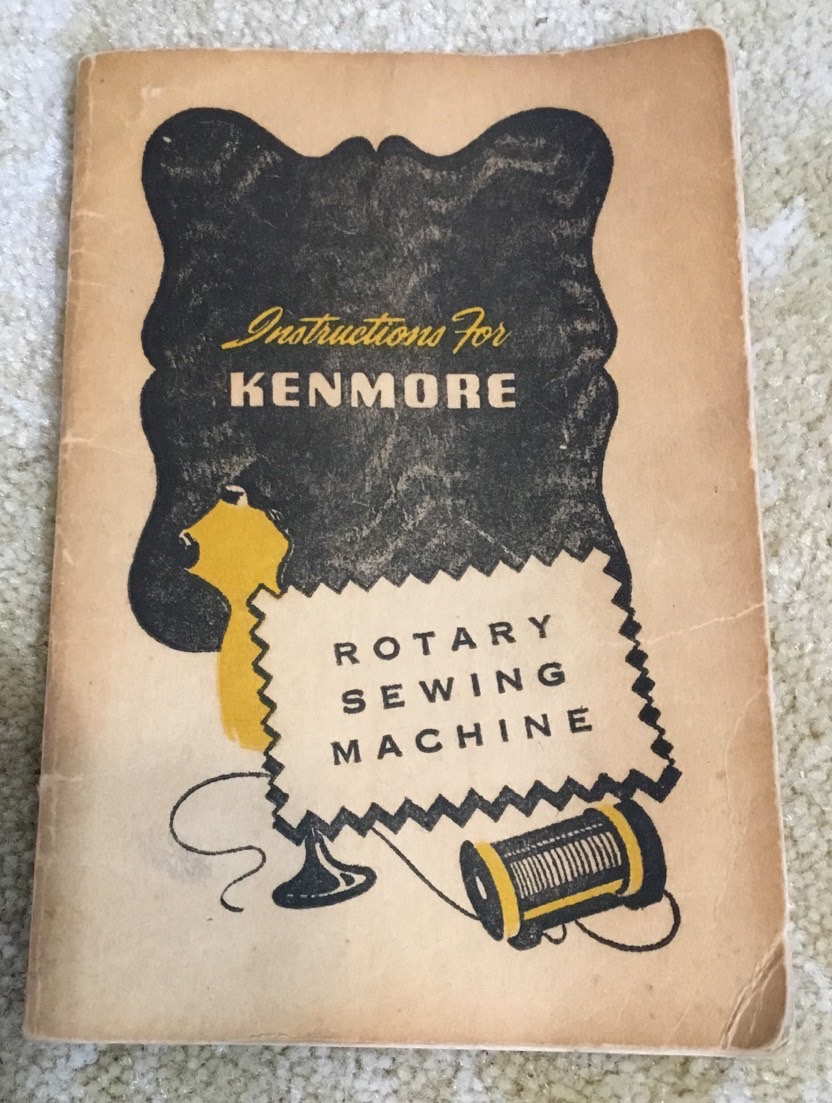 Instructions For
KENMORE
ROTARY
SEWING
MACHINE